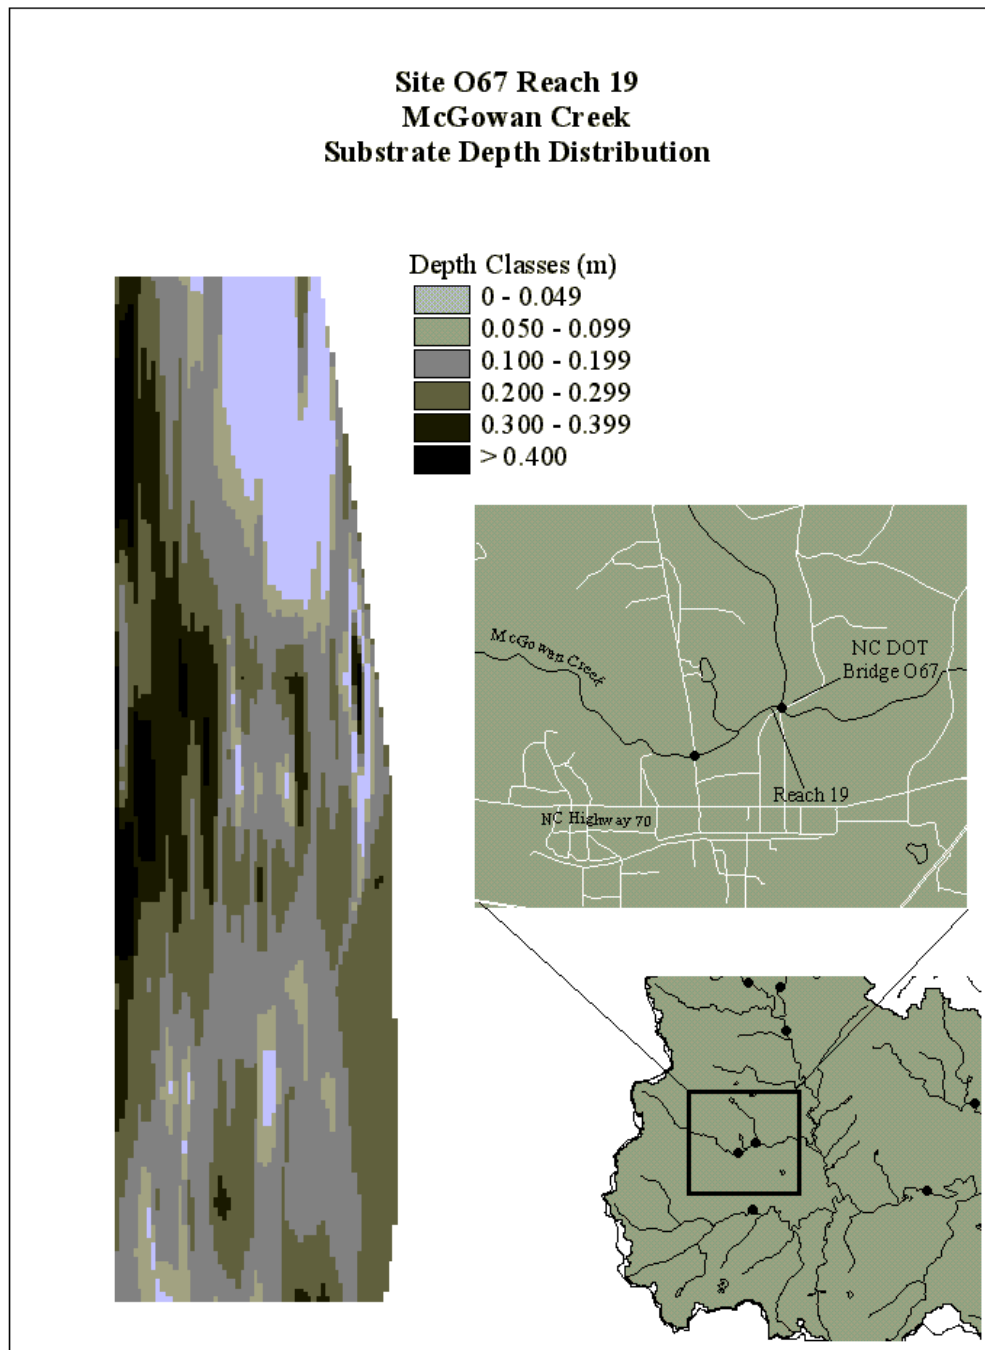 Site O67 Reach 19
McGowan Creek
Substrate Depth Distribution
Depth Classes (m)
0 - 0.049
0.050 - 0.099
0.100 - 0.199
0.200 - 0.299
0.300 - 0.399
> 0.400
McGowan Creek
NC DOT
Bridge O67
Reach 19
NC Highway 70